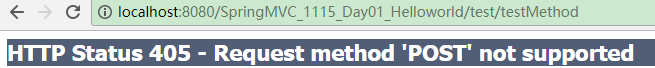 localhost:8080/SpringMVC_1115_Day01_Helloworld/test/testMethod
HTTP Status 405 - Request method 'POST' not supported